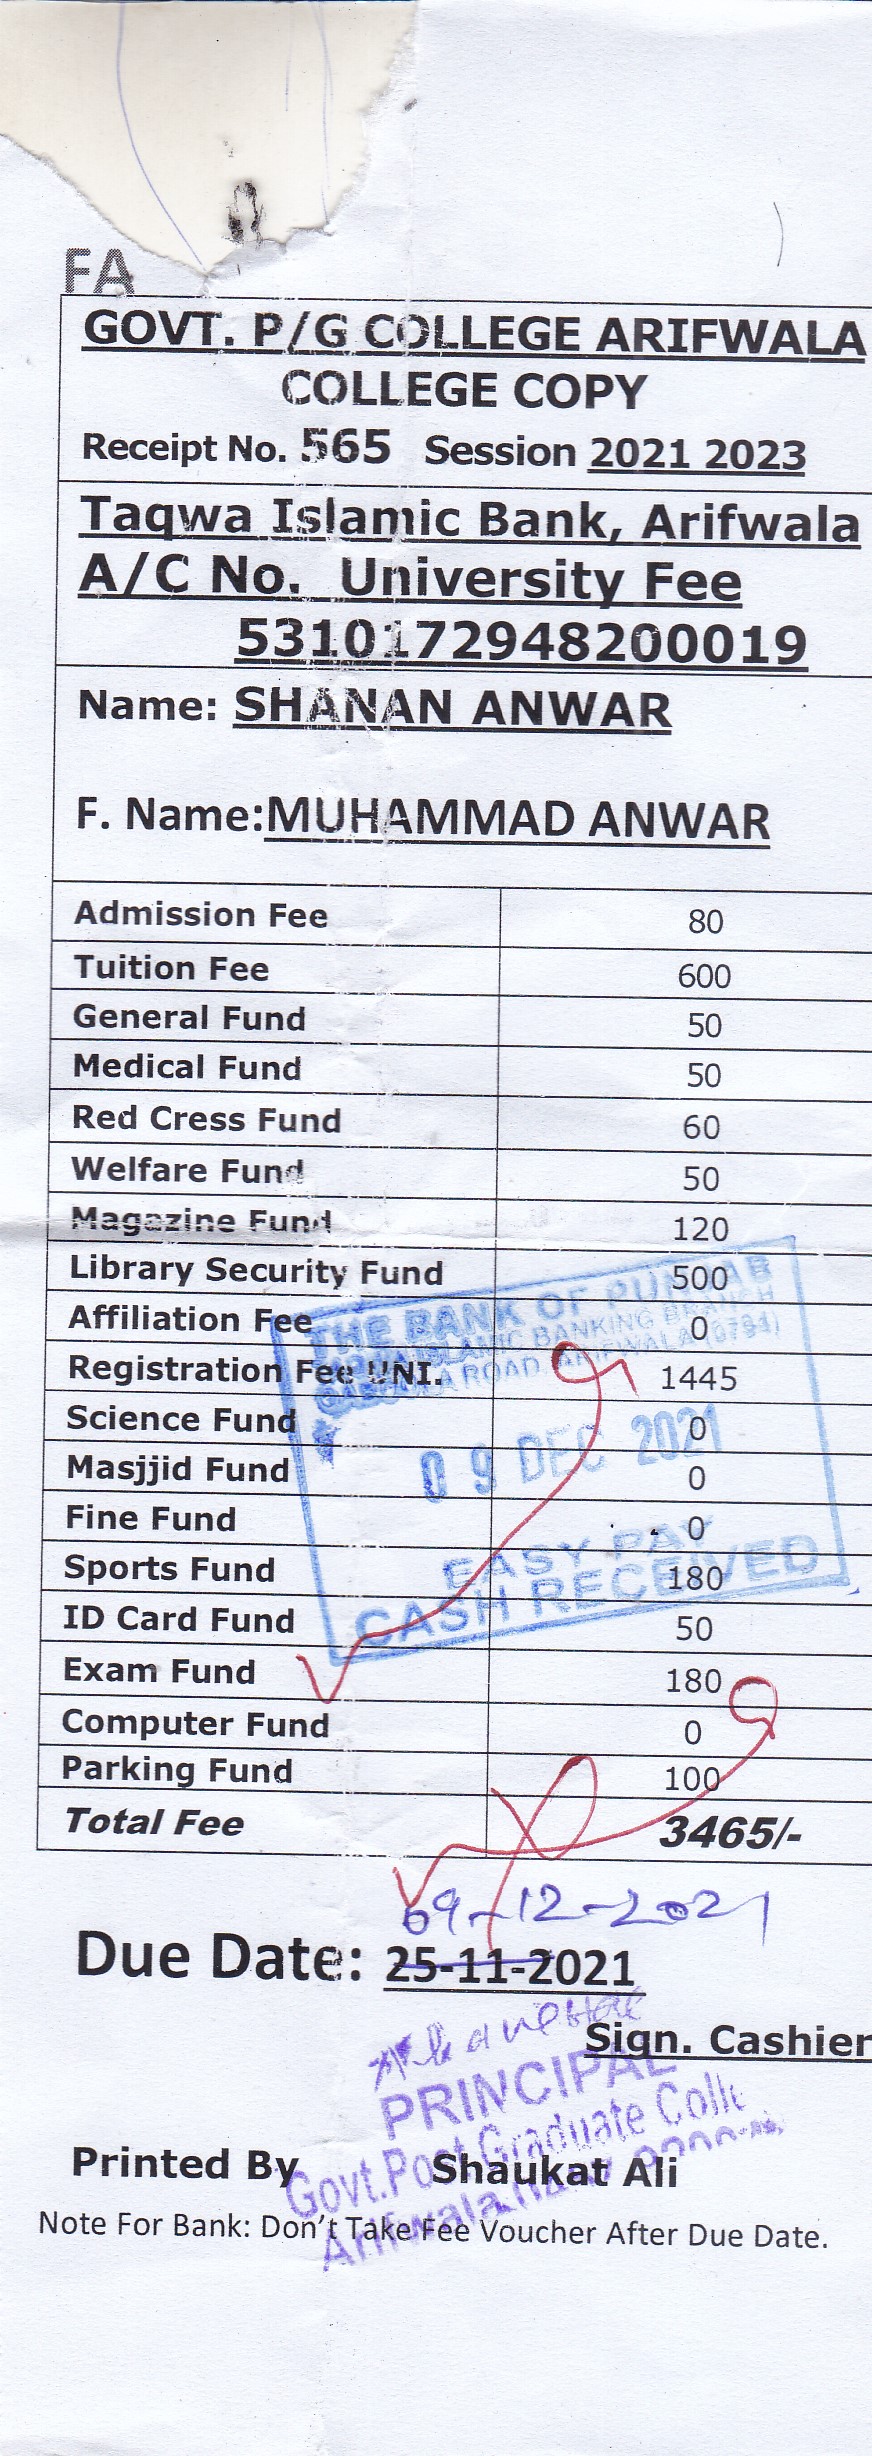 FA
GOVT. P/G COLLEGE ARIFWALA
COLLEGE COPY
Receipt No. 565 Session 2021 2023
Taqwa Islamic Bank, Arifwala
A/C No. University Fee
5310172948200019
Name: SHANAN ANWAR
F. Name:MUHAMMAD ANWAR
Admission Fee 80
Tuition Fee 600
General Fund 50
Medical Fund 50
Red Cress Fund 60
Welfare Fund 50
Magazine Fund 120
Library Security Fund 500
Affiliation Fee 0
Registration Fee UNI. 1445
Science Fund 0
Masjjid Fund 0
Fine Fund 0
Sports Fund 180
ID Card Fund 50
Exam Fund 180
Computer Fund 0
Parking Fund 100
Total Fee 3465/-
THE BANK OF PUNJAB
ISLAMIC BANKING BRANCH
ROAD, ARIFWALA (0784)
09 DEC 2021
EASY PAY
CASH RECEIVED
09-12-2021
Due Date: 25-11-2021
Sign. Cashier
PRINCIPAL
Govt. Post Graduate Colle
Arifwala
Printed By Shaukat Ali
Note For Bank: Don't Take Fee Voucher After Due Date.